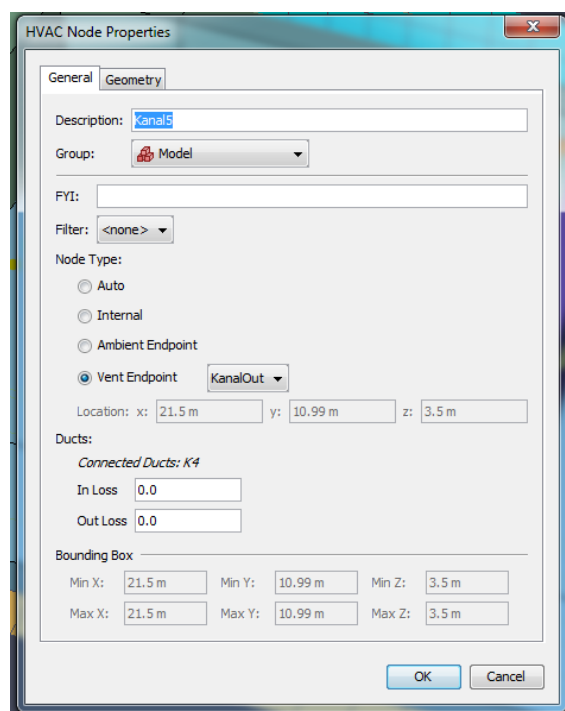 HVAC Node Properties
General Geometry
Description: Kanal5
Group: Model
FYI:
Filter: <none>
Node Type:
Auto
Internal
Ambient Endpoint
Vent Endpoint KanalOut
Location: x: 21.5 m y: 10.99 m z: 3.5 m
Ducts:
Connected Ducts: K4
In Loss 0.0
Out Loss 0.0
Bounding Box
Min X: 21.5 m Min Y: 10.99 m Min Z: 3.5 m
Max X: 21.5 m Max Y: 10.99 m Max Z: 3.5 m
OK Cancel